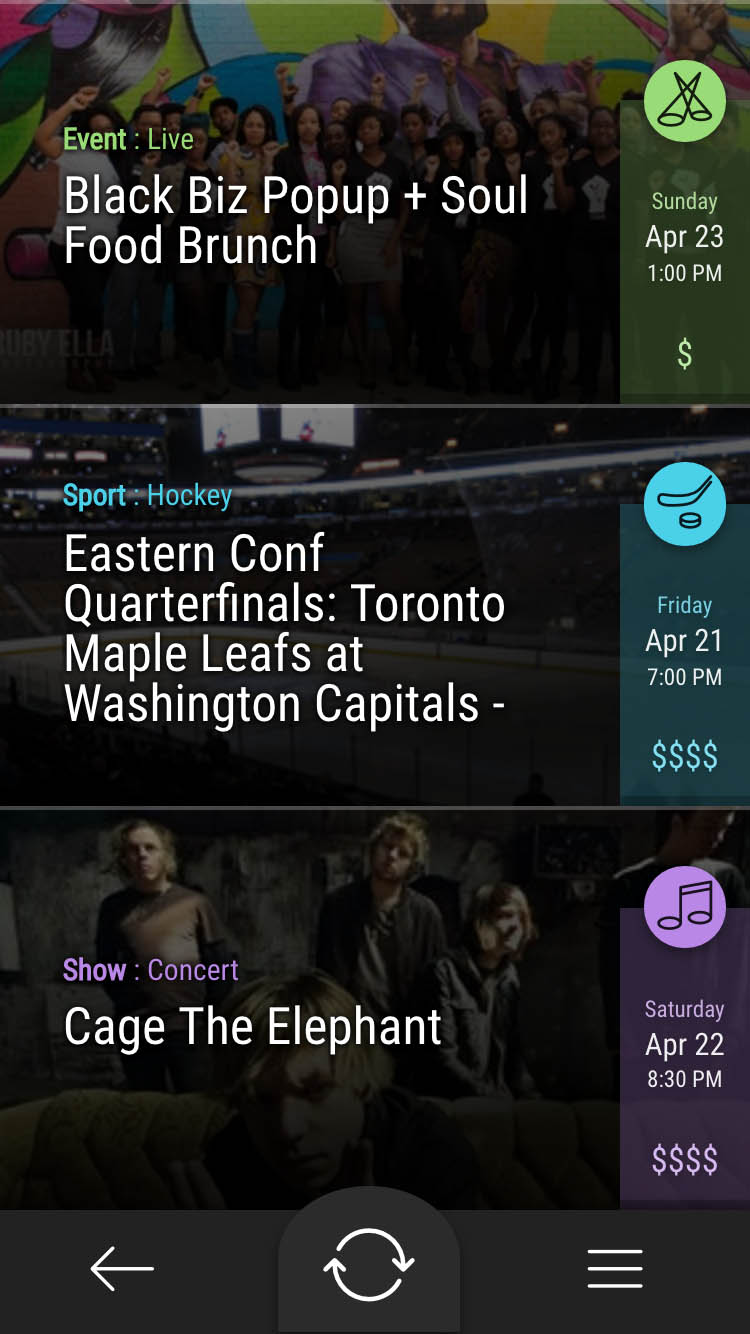 Event : Live
Black Biz Popup + Soul
Food Brunch
Sunday
Apr 23
1:00 PM
$
RUBY ELLA
Sport : Hockey
Eastern Conf
Quarterfinals: Toronto
Maple Leafs at
Washington Capitals -
Friday
Apr 21
7:00 PM
$$$$
Show : Concert
Cage The Elephant
Saturday
Apr 22
8:30 PM
$$$$